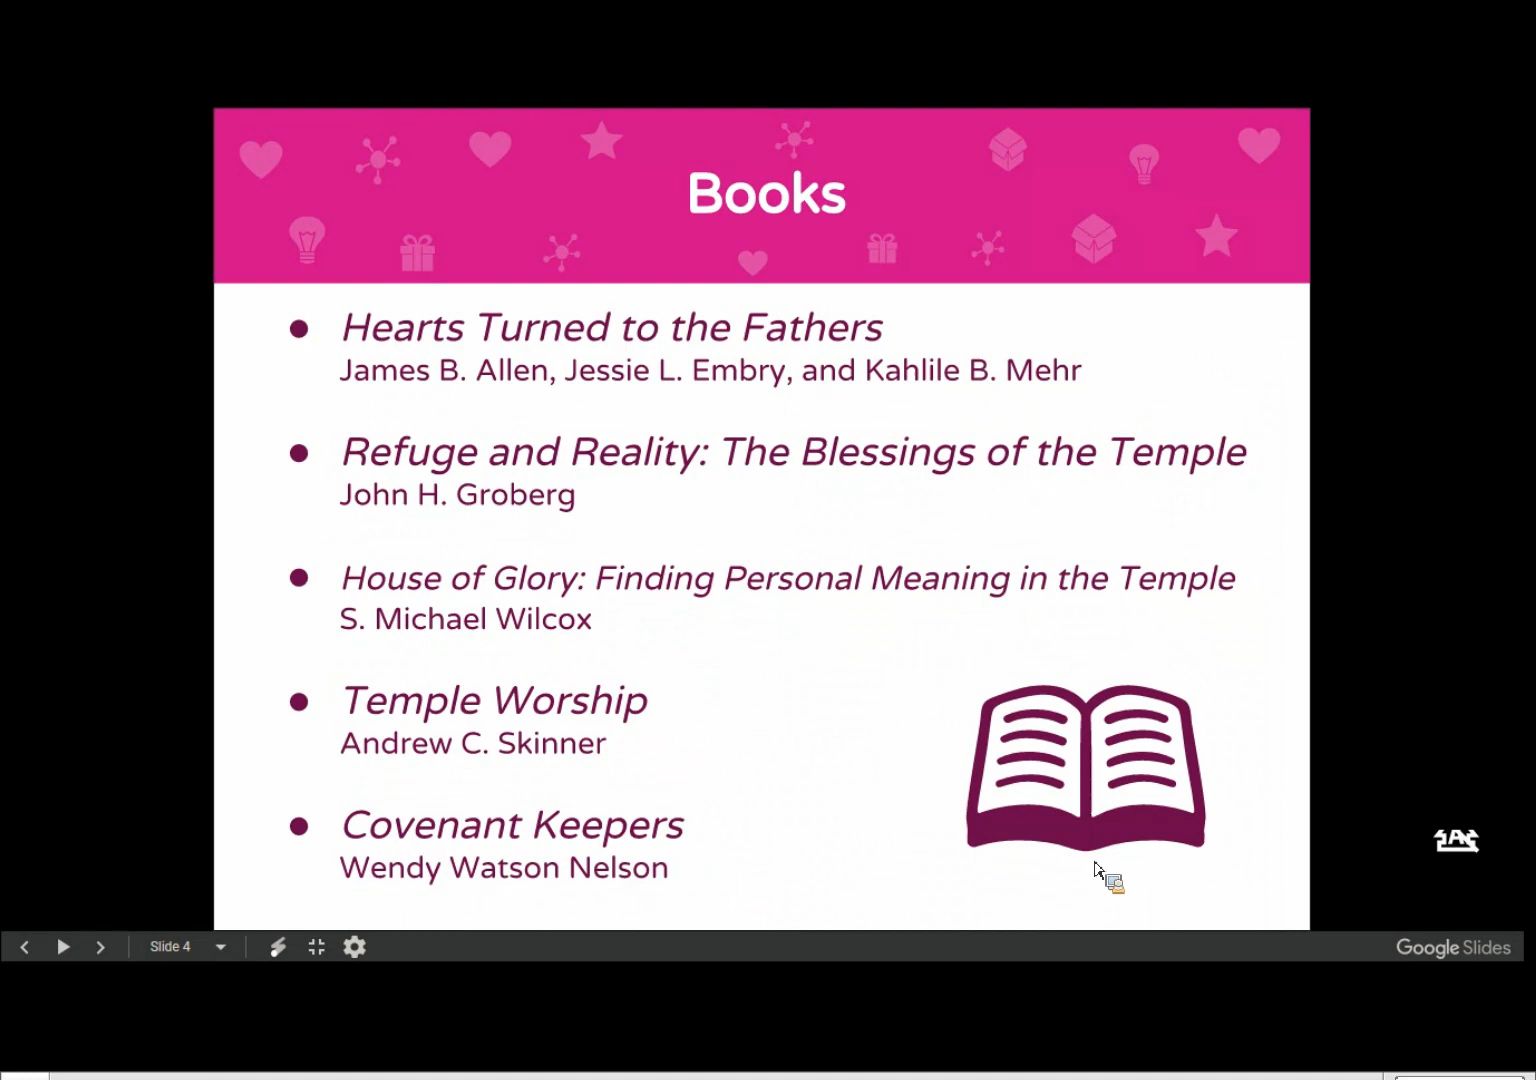 Books
Hearts Turned to the Fathers
James B. Allen, Jessie L. Embry, and Kahlile B. Mehr
Refuge and Reality: The Blessings of the Temple
John H. Groberg
House of Glory: Finding Personal Meaning in the Temple
S. Michael Wilcox
Temple Worship
Andrew C. Skinner
Covenant Keepers
Wendy Watson Nelson
Slide 4
Google Slides